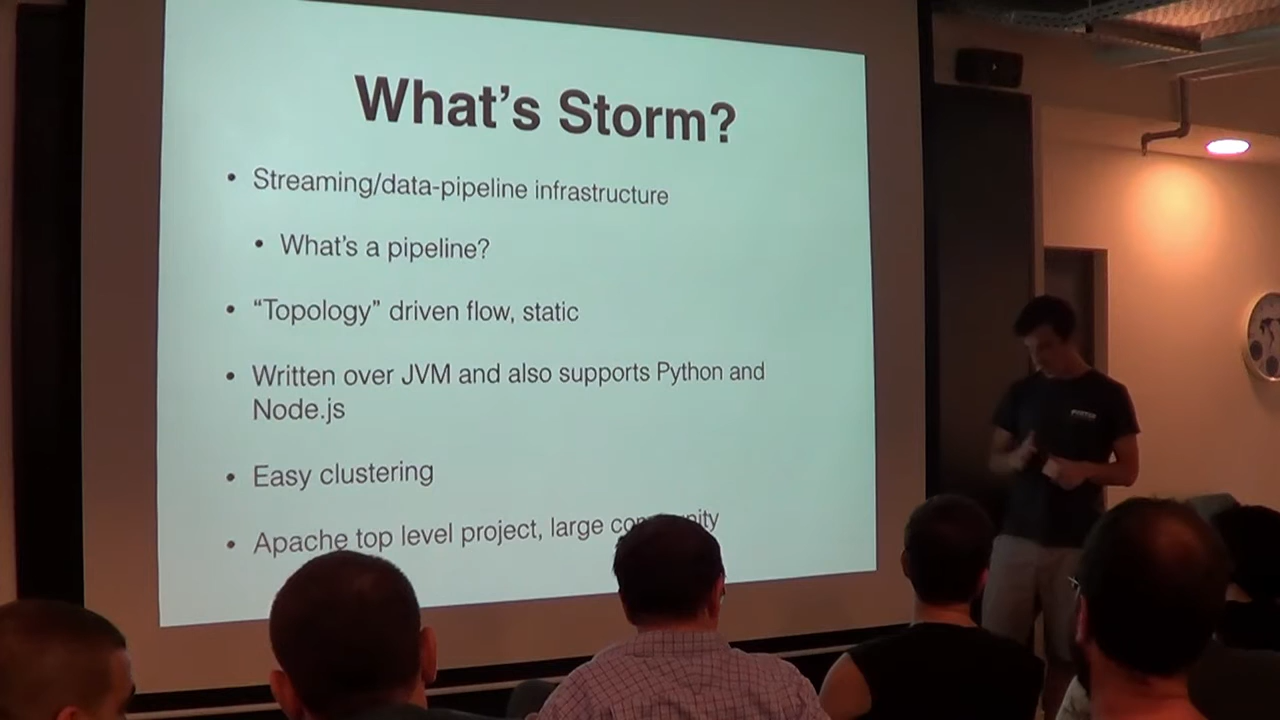 What's Storm?
• Streaming/data-pipeline infrastructure
• What's a pipeline?
• “Topology” driven flow, static
• Written over JVM and also supports Python and
Node.js
• Easy clustering
• Apache top level project, large